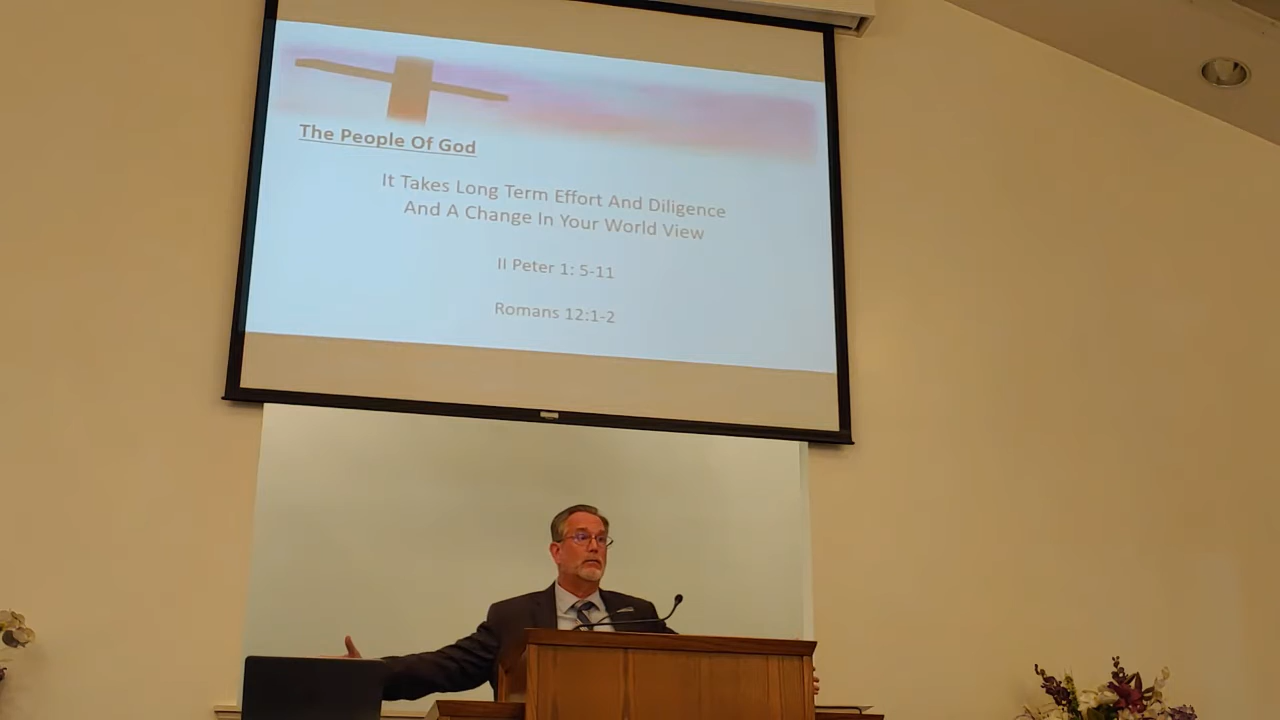 The People Of God
It Takes Long Term Effort And Diligence
And A Change In Your World View
II Peter 1: 5-11
Romans 12:1-2